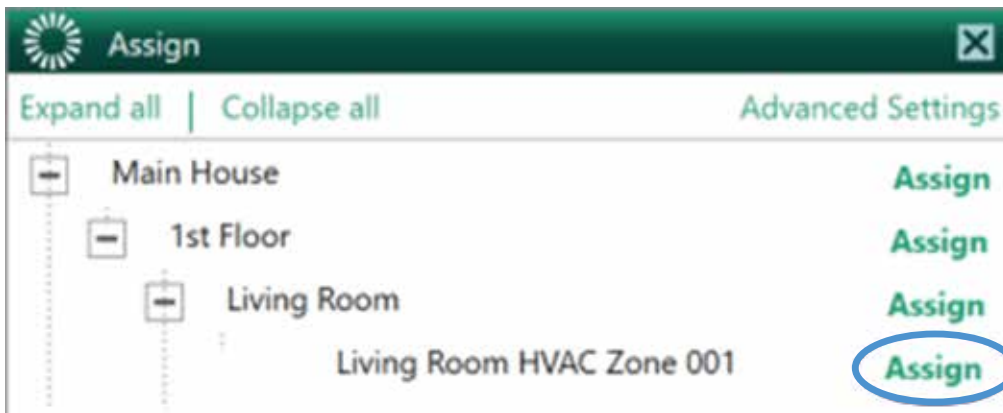 Assign
Expand all | Collapse all Advanced Settings
Main House Assign
1st Floor Assign
Living Room Assign
Living Room HVAC Zone 001 Assign